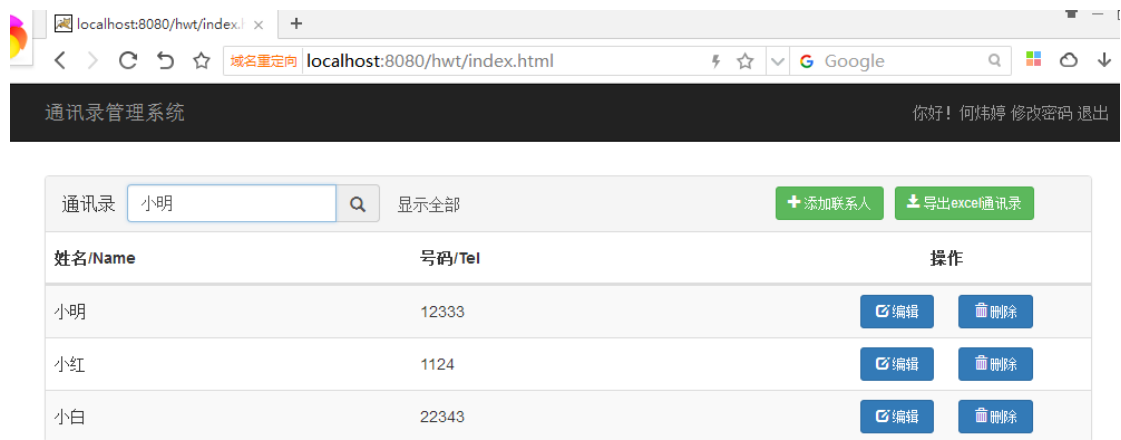 localhost:8080/hwt/index.
域名重定向 localhost:8080/hwt/index.html Google
通讯录管理系统 你好！何炜婷 修改密码 退出
通讯录 小明 显示全部 添加联系人 导出excel通讯录
姓名/Name 号码/Tel 操作
小明 12333 编辑 删除
小红 1124 编辑 删除
小白 22343 编辑 删除